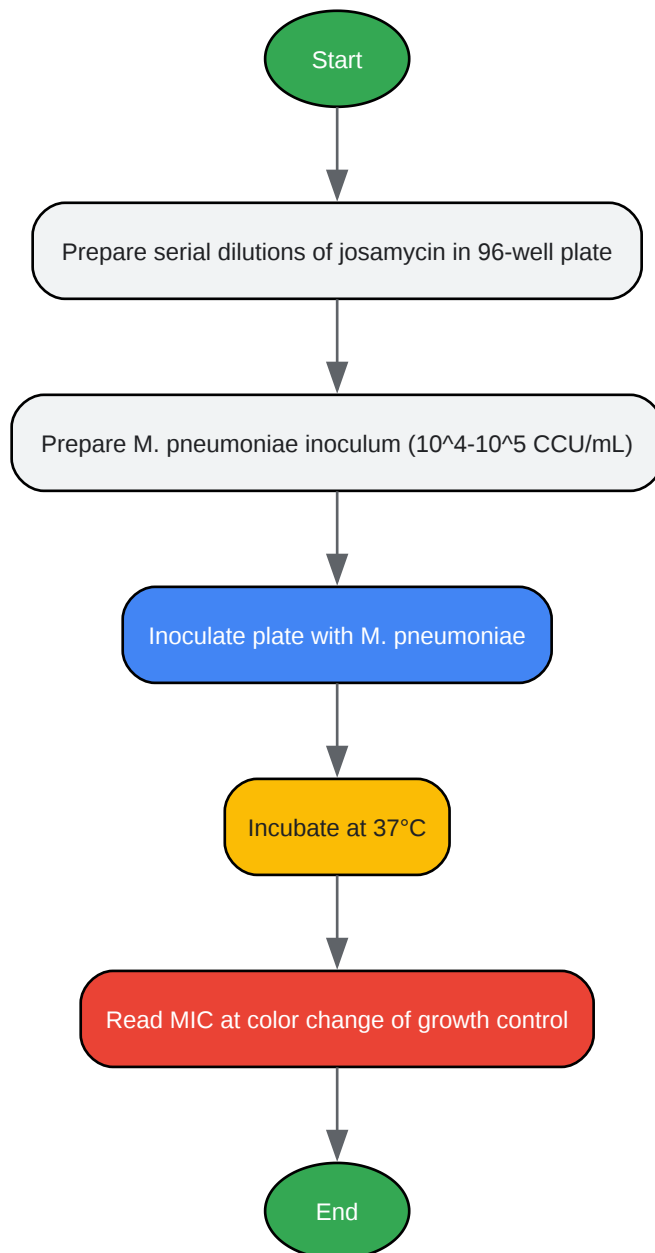 Start
Prepare serial dilutions of josamycin in 96-well plate
Prepare M. pneumoniae inoculum (10^4-10^5 CCU/mL)
Inoculate plate with M. pneumoniae
Incubate at 37°C
Read MIC at color change of growth control
End